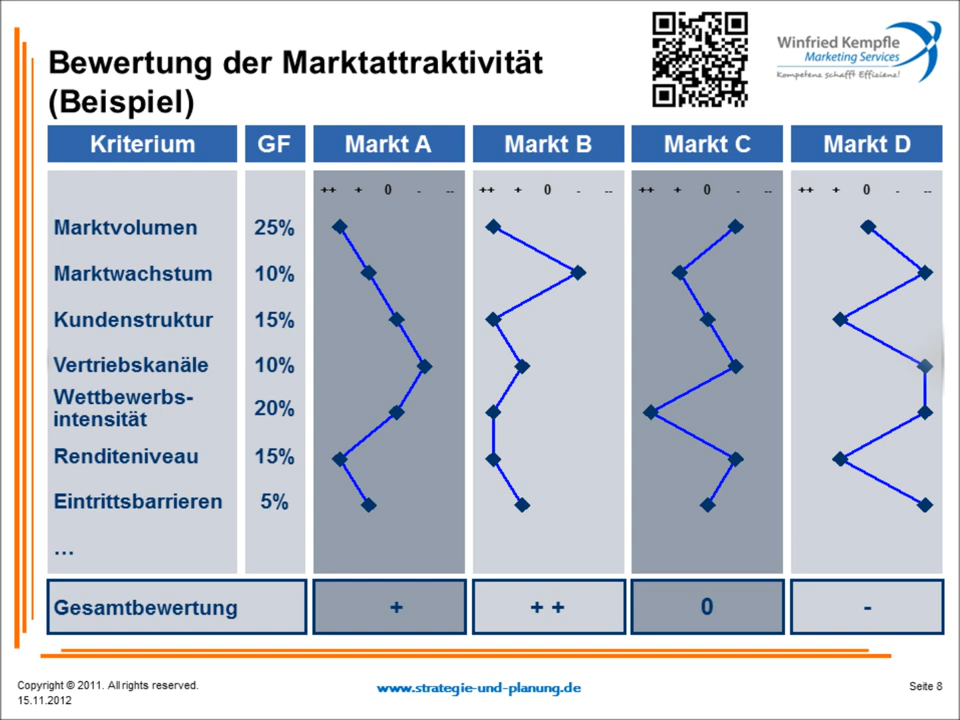 Bewertung der Marktattraktivität
(Beispiel)
Winfried Kempfle
Marketing Services
Kompetenz schafft Effizienz!
Kriterium GF Markt A Markt B Markt C Markt D
++ + 0 - -- ++ + 0 - -- ++ + 0 - -- ++ + 0 - --
Marktvolumen 25%
Marktwachstum 10%
Kundenstruktur 15%
Vertriebskanäle 10%
Wettbewerbs-
intensität 20%
Renditeniveau 15%
Eintrittsbarrieren 5%
...
Gesamtbewertung + + + 0 -
Copyright © 2011. All rights reserved.
15.11.2012
www.strategie-und-planung.de
Seite 8